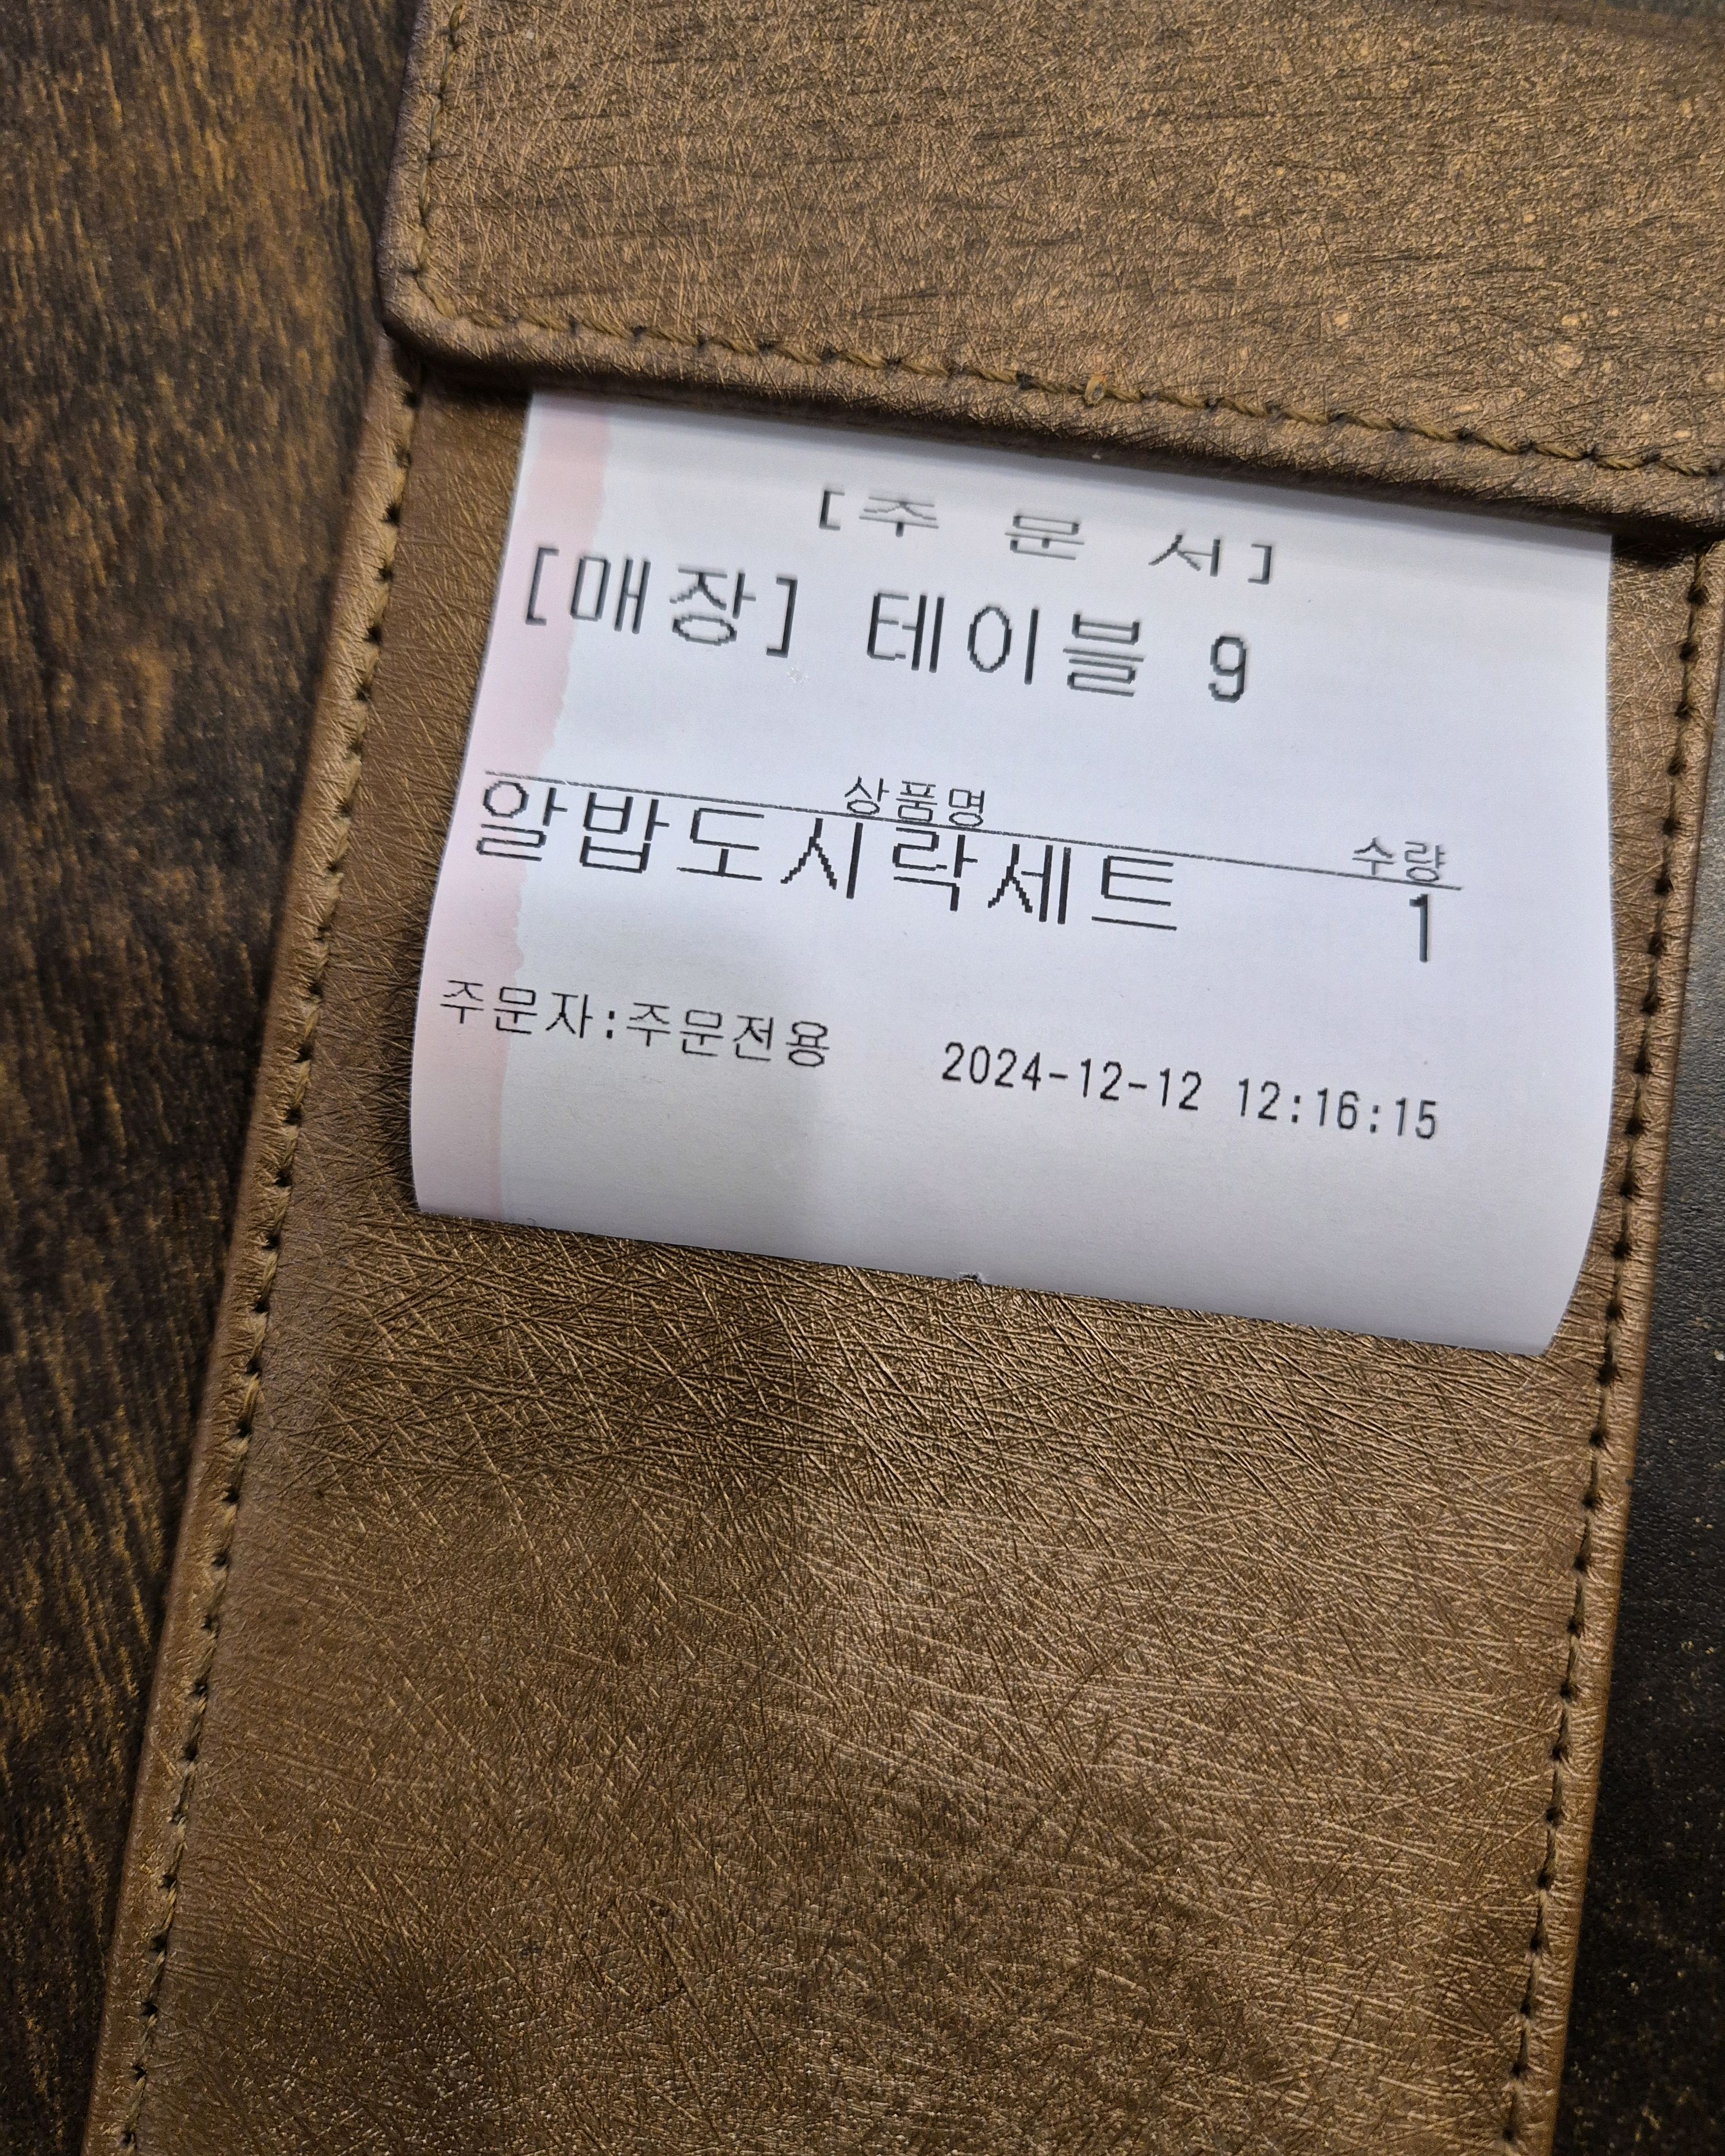 [주 문 서]
[매장] 테이블 9
상품명 수량
알밥도시락세트 1
주문자:주문전용 2024-12-12 12:16:15